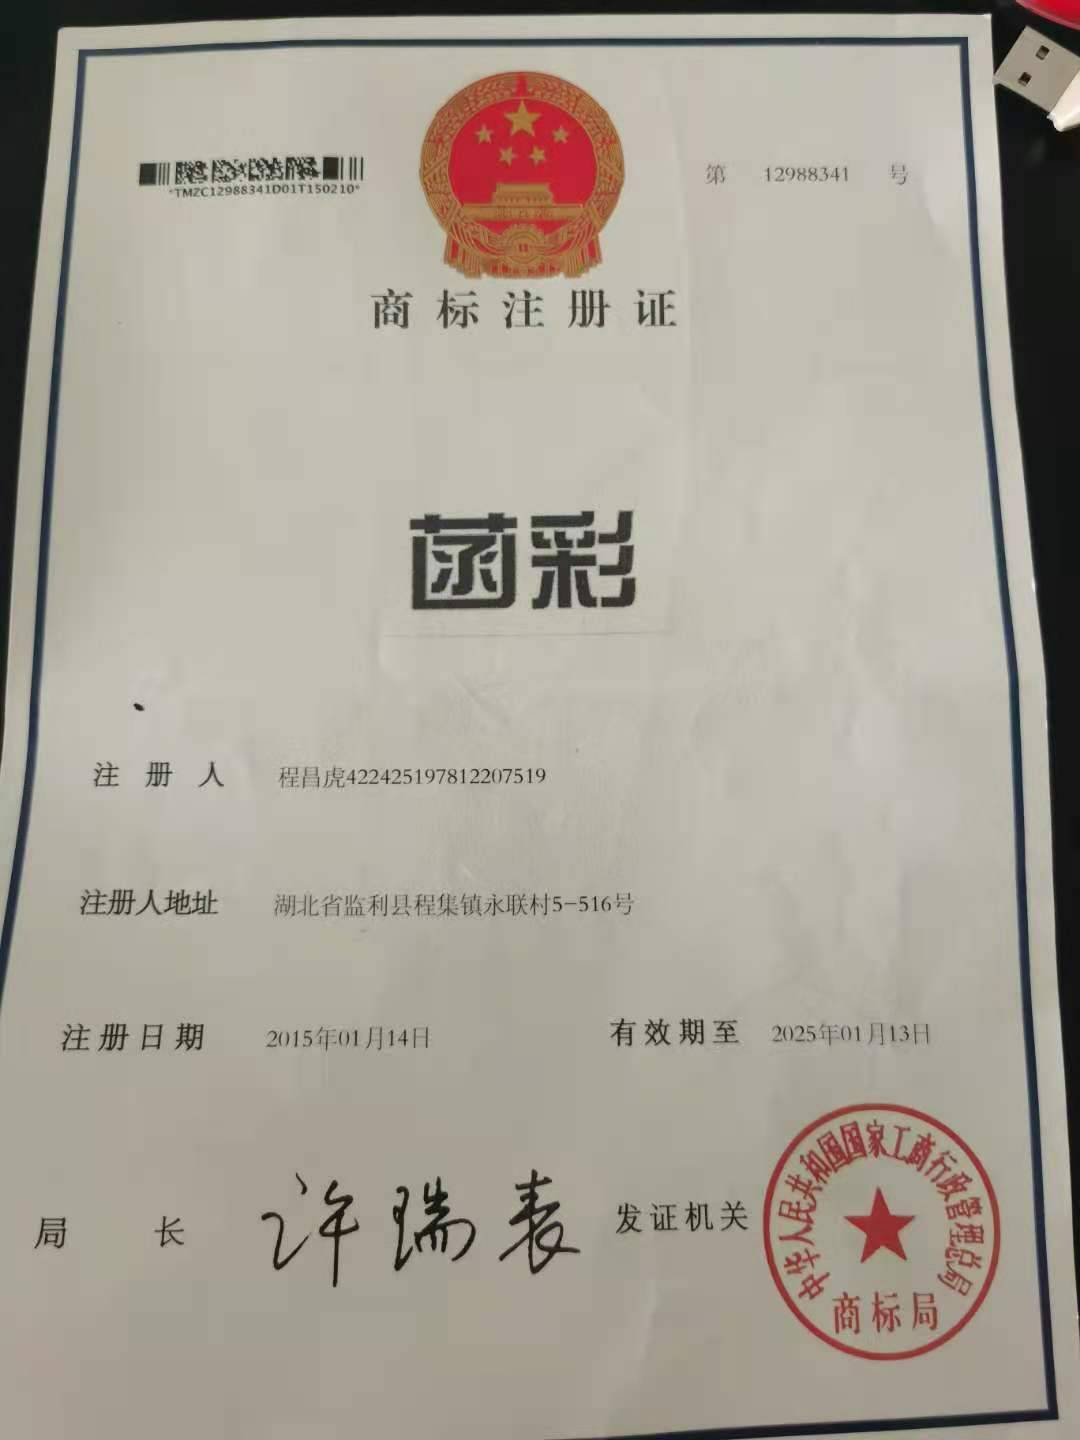 *TMZC12988341D01T150210*
第 12988341 号
商标注册证
菡彩
注册人 程昌虎422425197812207519
注册人地址 湖北省监利县程集镇永联村5-516号
注册日期 2015年01月14日 有效期至 2025年01月13日
局长 许瑞表 发证机关
中华人民共和国国家工商行政管理总局
商标局